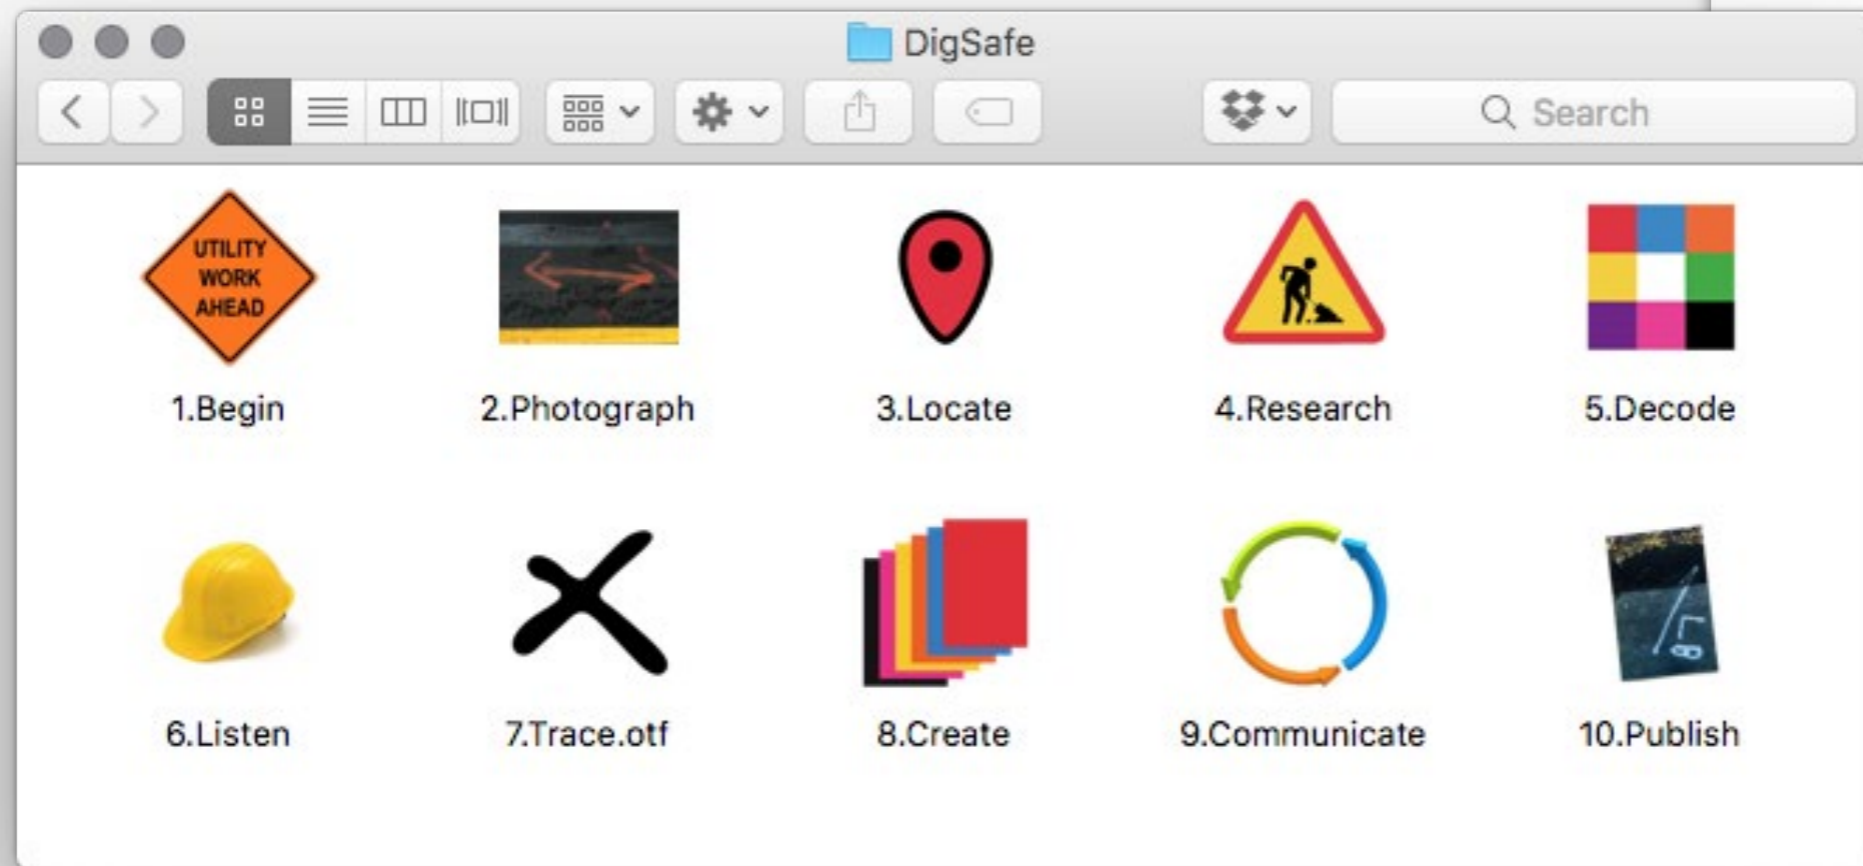 DigSafe
Search
UTILITY
WORK
AHEAD
1.Begin
2.Photograph
3.Locate
4.Research
5.Decode
6.Listen
7.Trace.otf
8.Create
9.Communicate
10.Publish